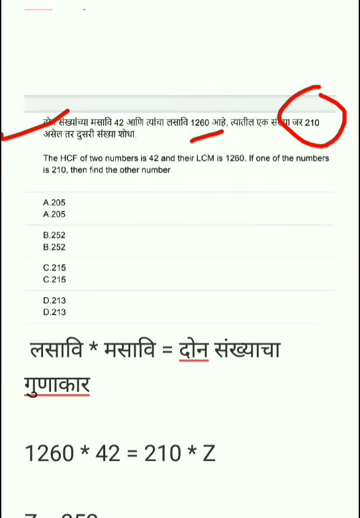 दोन संख्यांच्या मसावि 42 आणि त्यांचा लसावि 1260 आहे. त्यातील एक संख्या जर 210
असेल तर दुसरी संख्या शोधा.
The HCF of two numbers is 42 and their LCM is 1260. If one of the numbers
is 210, then find the other number
A.205
A.205
B.252
B.252
C.215
C.215
D.213
D.213
लसावि * मसावि = दोन संख्याचा
गुणाकार
1260 * 42 = 210 * Z